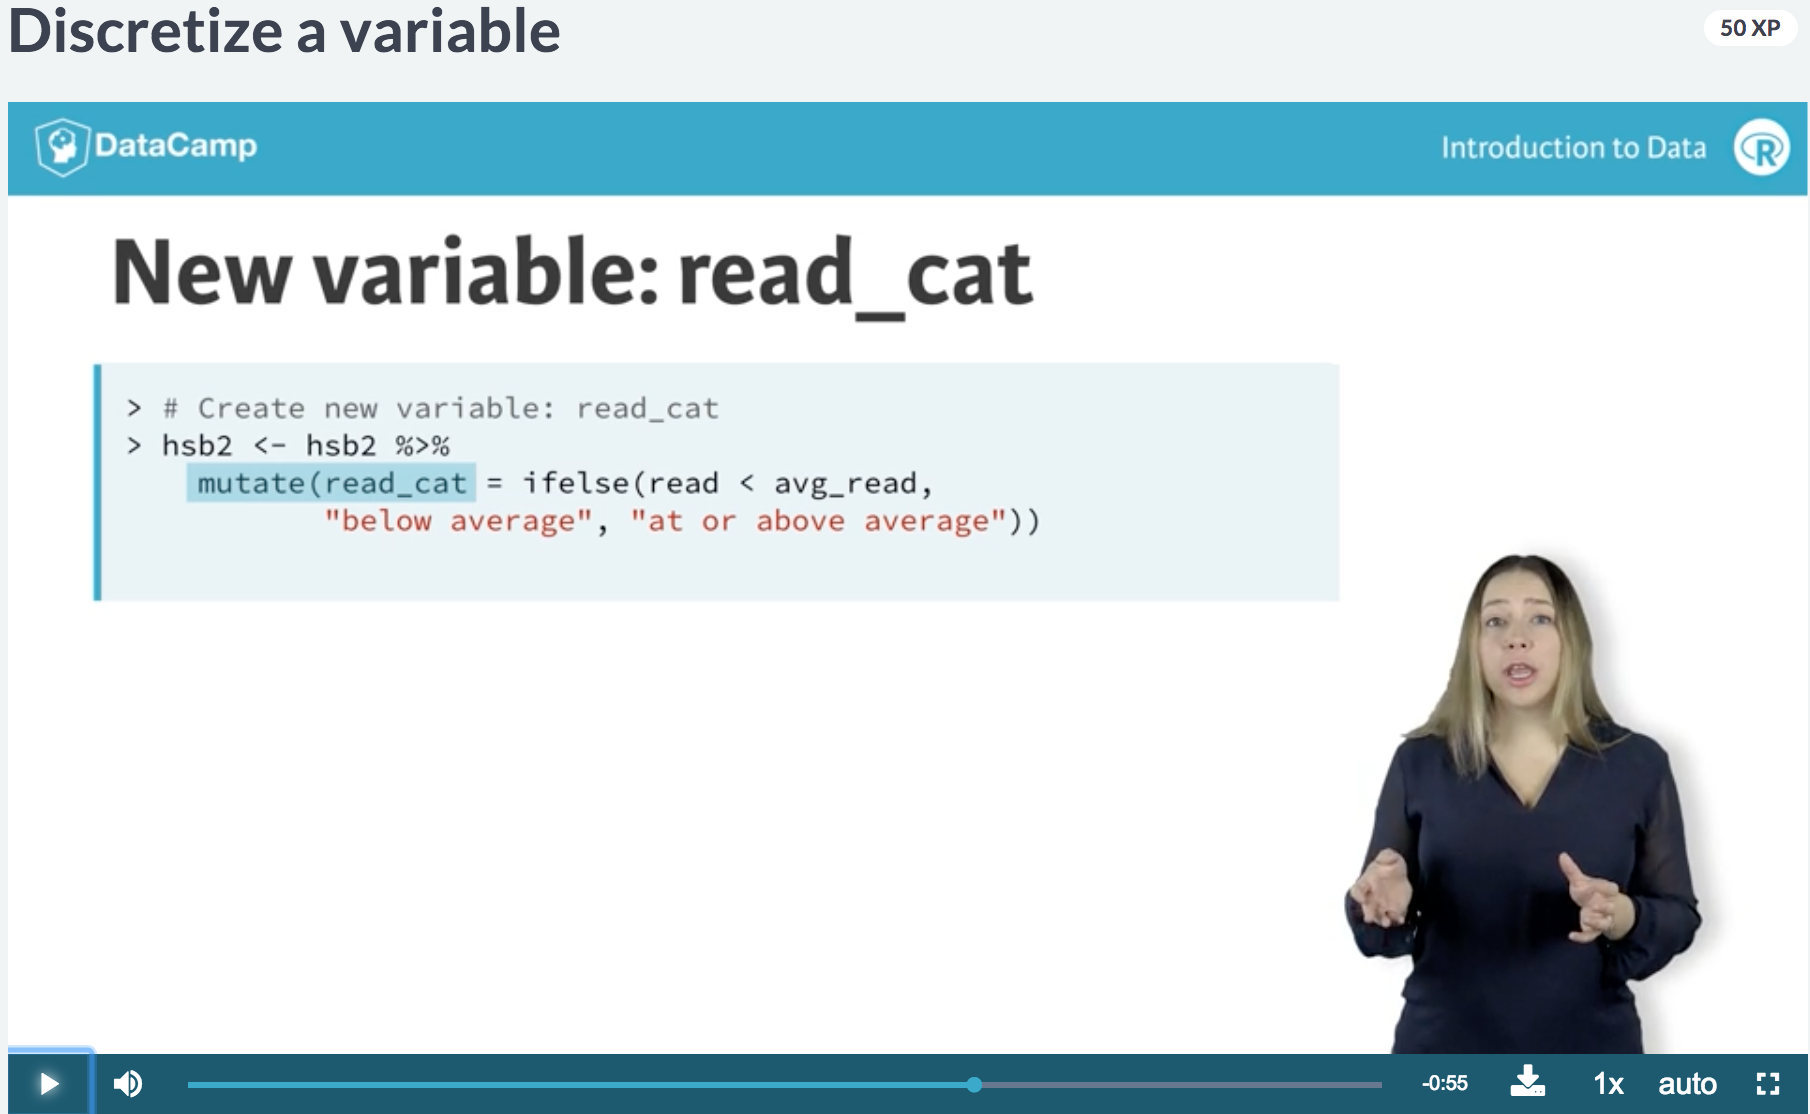 Discretize a variable
50 XP
DataCamp
Introduction to Data
R
New variable: read_cat
> # Create new variable: read_cat
> hsb2 <- hsb2 %>%
mutate(read_cat = ifelse(read < avg_read,
"below average", "at or above average"))
-0:55
1x
auto